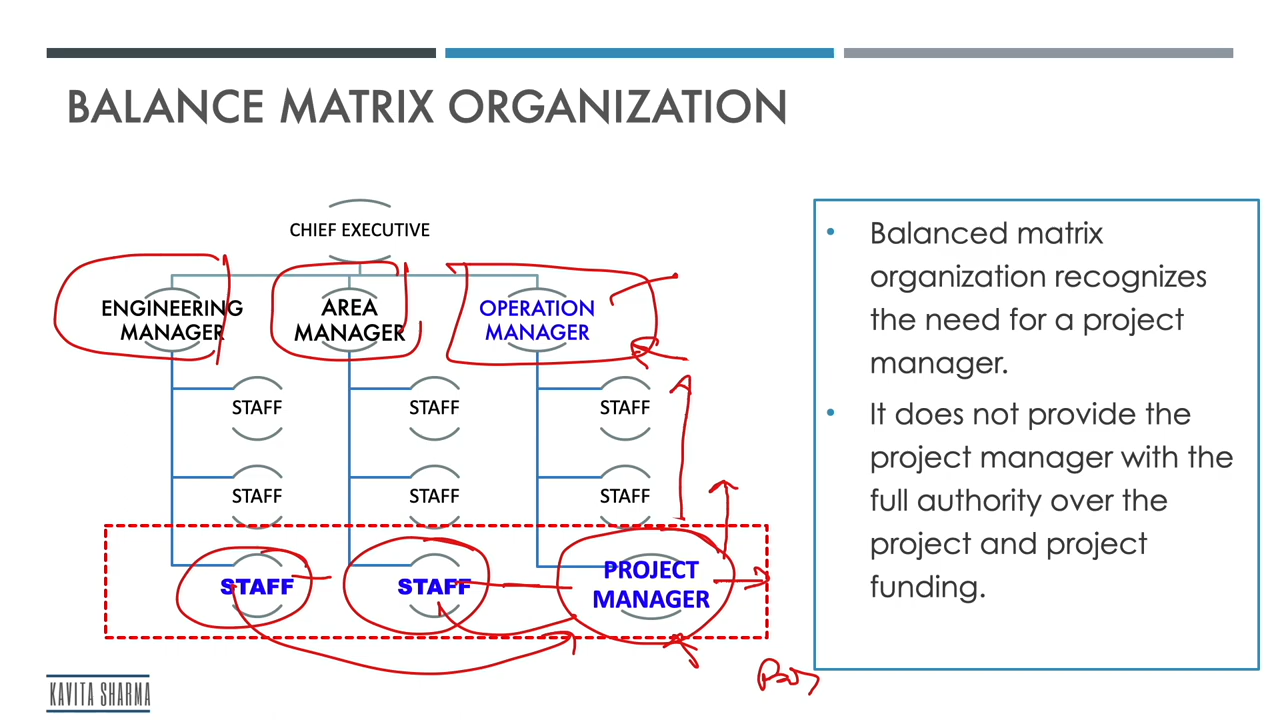 BALANCE MATRIX ORGANIZATION
CHIEF EXECUTIVE
ENGINEERING
MANAGER
AREA
MANAGER
OPERATION
MANAGER
STAFF
STAFF
STAFF
STAFF
STAFF
STAFF
STAFF
STAFF
PROJECT
MANAGER
• Balanced matrix
organization recognizes
the need for a project
manager.
• It does not provide the
project manager with the
full authority over the
project and project
funding.
KAVITA SHARMA